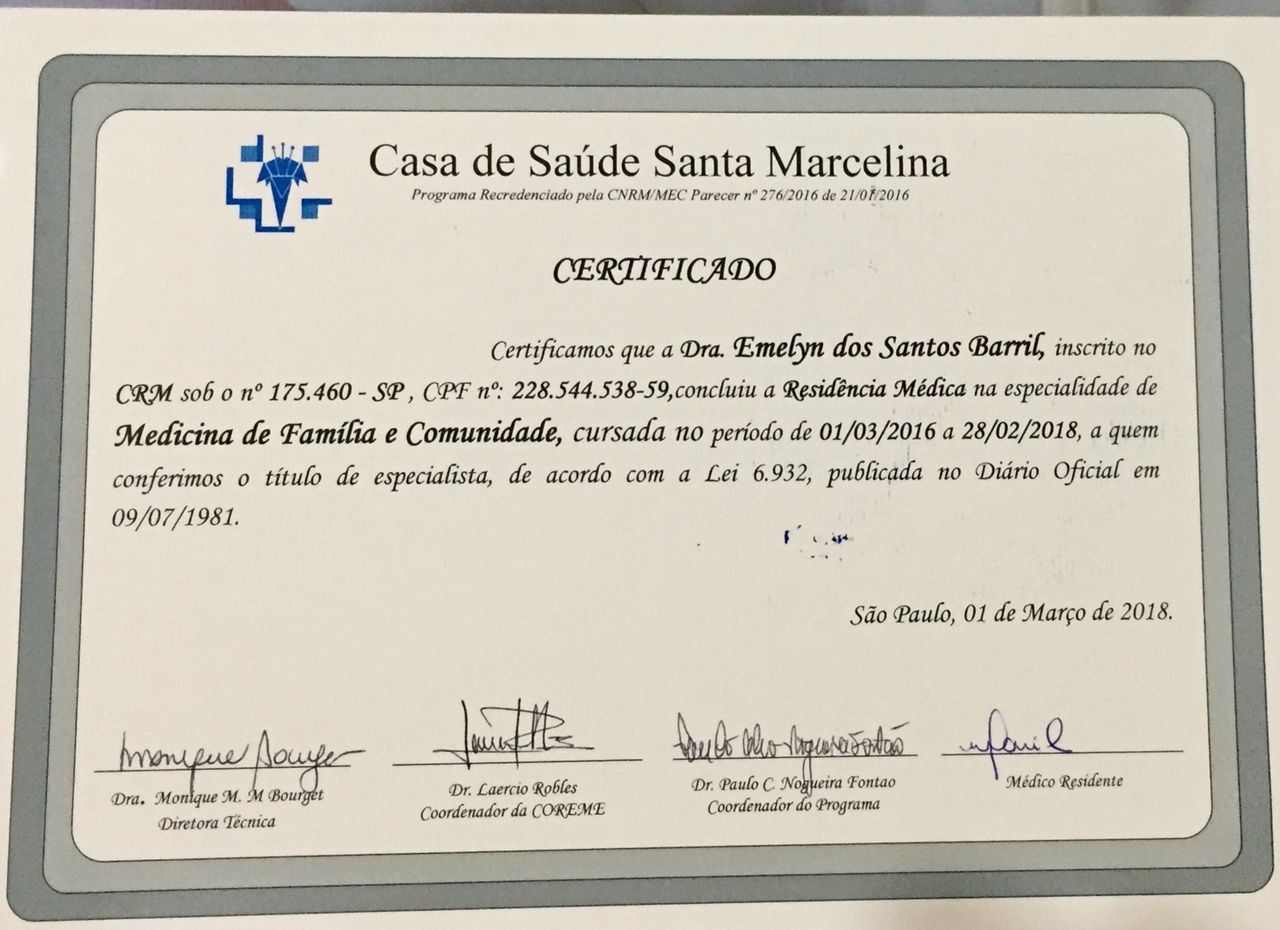 Casa de Saúde Santa Marcelina
Programa Recredenciado pela CNRM/MEC Parecer nº 276/2016 de 21/01/2016
CERTIFICADO
Certificamos que a Dra. Emelyn dos Santos Barril, inscrito no
CRM sob o nº 175.460 - SP , CPF nº: 228.544.538-59,concluiu a Residência Médica na especialidade de
Medicina de Família e Comunidade, cursada no período de 01/03/2016 a 28/02/2018, a quem
conferimos o título de especialista, de acordo com a Lei 6.932, publicada no Diário Oficial em
09/07/1981.
São Paulo, 01 de Março de 2018.
Dra. Monique M. M Bourget
Diretora Técnica
Dr. Laercio Robles
Coordenador da COREME
Dr. Paulo C. Nogueira Fontao
Coordenador do Programa
Médico Residente